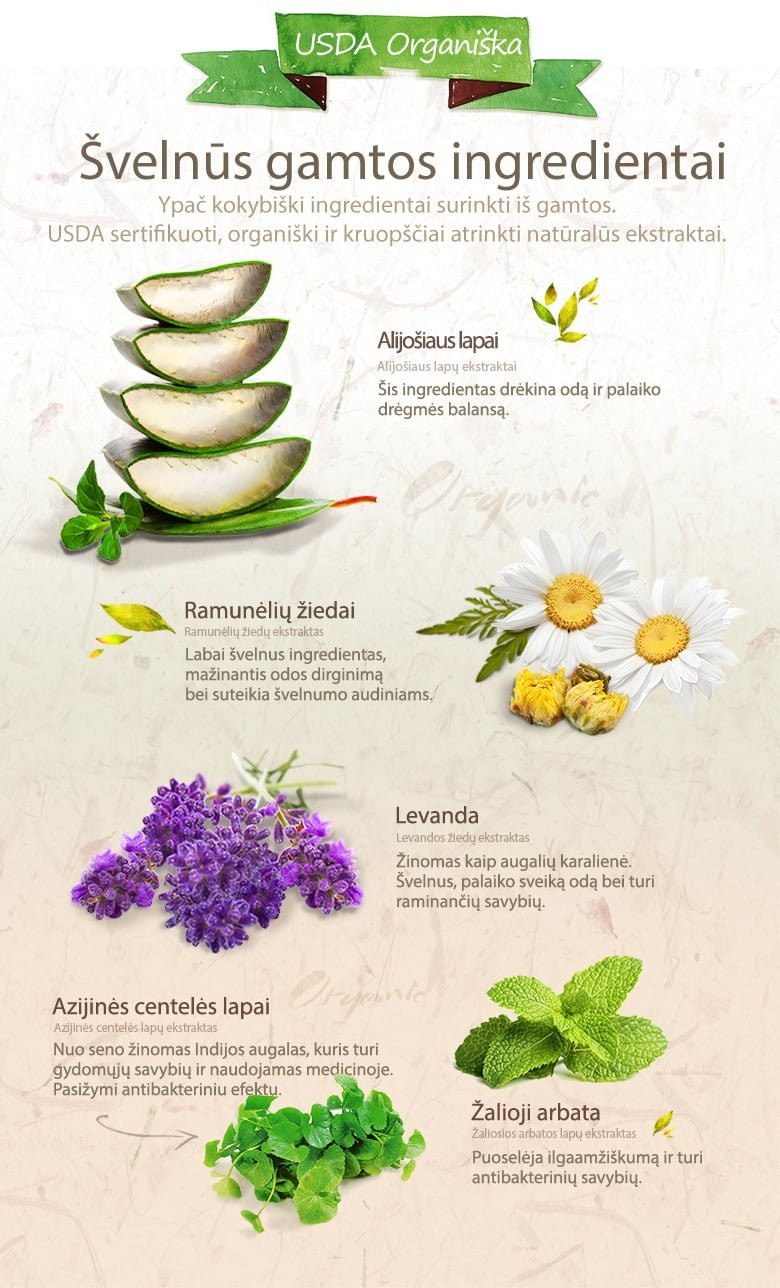 USDA Organiška
Švelnūs gamtos ingredientai
Ypač kokybiški ingredientai surinkti iš gamtos.
USDA sertifikuoti, organiški ir kruopščiai atrinkti natūralūs ekstraktai.
Alijošiaus lapai
Alijošiaus lapų ekstraktai
Šis ingredientas drėkina odą ir palaiko
drėgmės balansą.
Organic
Ramunėlių žiedai
Ramunėlių žiedų ekstraktas
Labai švelnus ingredientas,
mažinantis odos dirginimą
bei suteikia švelnumo audiniams.
Levanda
Levandos žiedų ekstraktas
Žinomas kaip augalių karalienė.
Švelnus, palaiko sveiką odą bei turi
raminančių savybių.
Organic
Azijinės centelės lapai
Azijinės centelės lapų ekstraktas
Nuo seno žinomas Indijos augalas, kuris turi
gydomųjų savybių ir naudojamas medicinoje.
Pasižymi antibakteriniu efektu.
Žalioji arbata
Žaliosios arbatos lapų ekstraktas
Puoselėja ilgaamžiškumą ir turi
antibakterinių savybių.